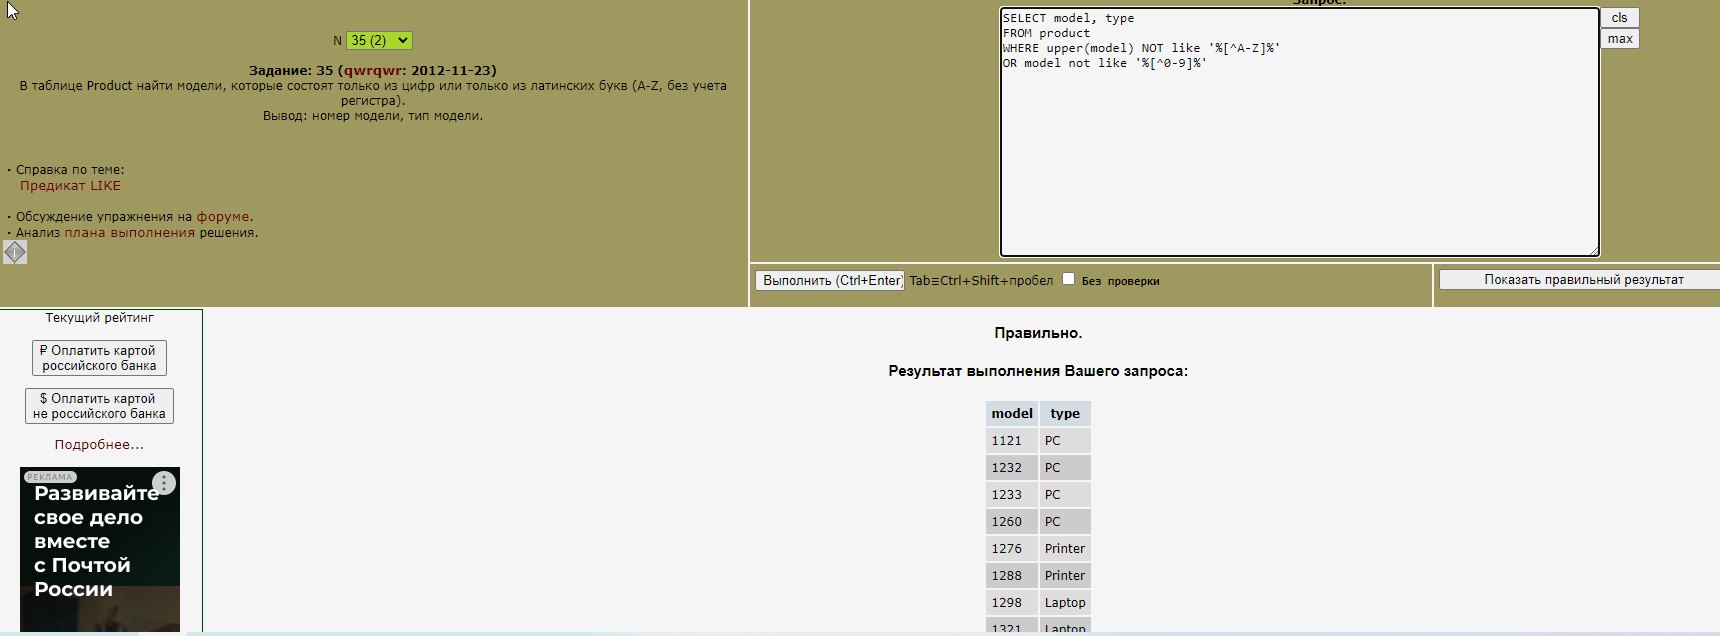 N 35 (2)
Задание: 35 (qwrqwr: 2012-11-23)
В таблице Product найти модели, которые состоят только из цифр или только из латинских букв (A-Z, без учета
регистра).
Вывод: номер модели, тип модели.
· Справка по теме:
Предикат LIKE
· Обсуждение упражнения на форуме.
· Анализ плана выполнения решения.
Запрос:
SELECT model, type
FROM product
WHERE upper(model) NOT like '%[^A-Z]%'
OR model not like '%[^0-9]%'
cls
max
Выполнить (Ctrl+Enter) Tab≡Ctrl+Shift+пробел Без проверки
Показать правильный результат
Текущий рейтинг
₽ Оплатить картой
российского банка
$ Оплатить картой
не российского банка
Подробнее...
РЕКЛАМА
Развивайте
свое дело
вместе
с Почтой
России
Правильно.
Результат выполнения Вашего запроса:
model type
1121 PC
1232 PC
1233 PC
1260 PC
1276 Printer
1288 Printer
1298 Laptop
1321 Laptop